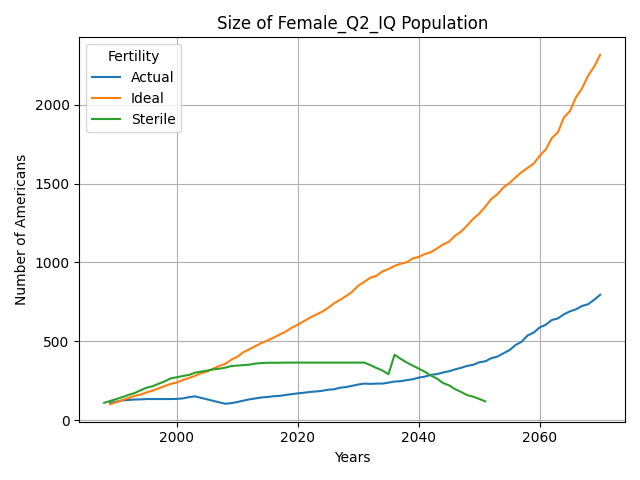 Size of Female_Q2_IQ Population
Fertility
Actual
Ideal
Sterile
Number of Americans
2000
1500
1000
500
0
2000
2020
2040
2060
Years